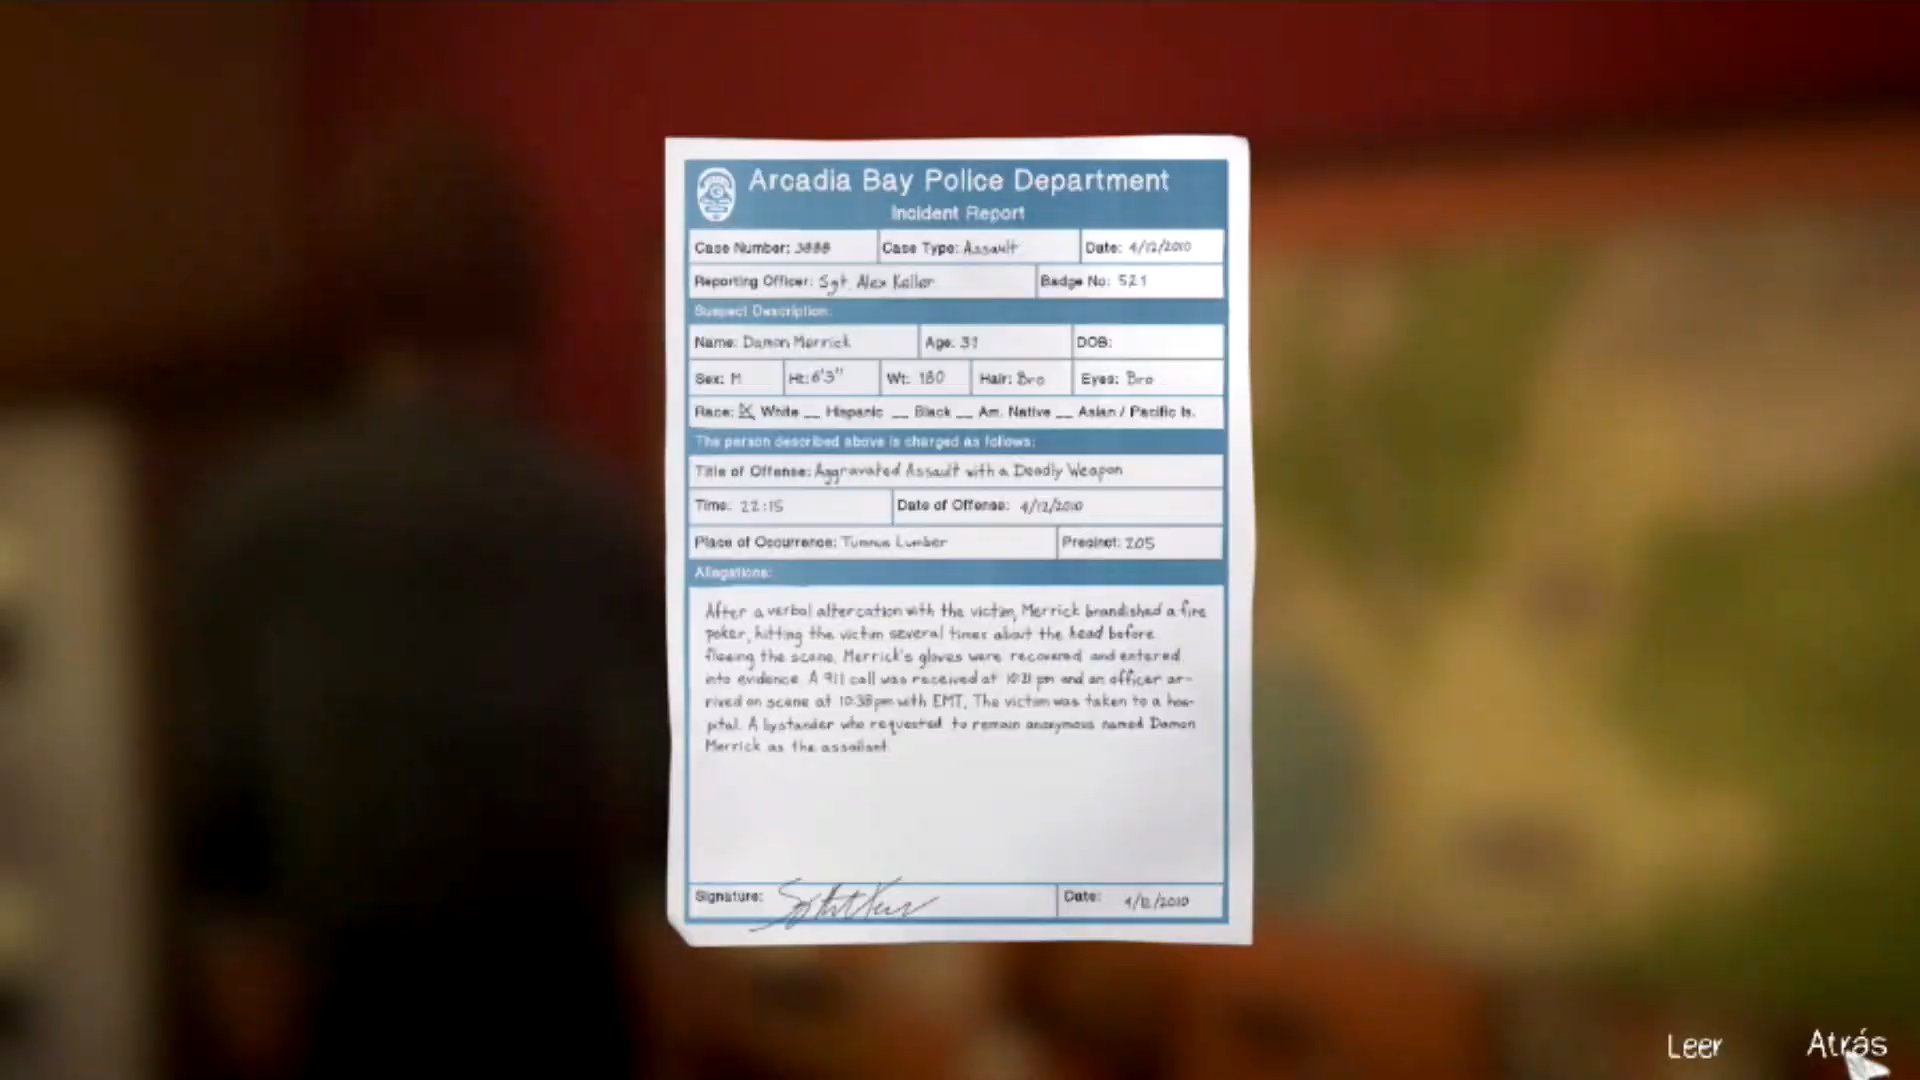 Arcadia Bay Police Department
Incident Report
Case Number: 3888 Case Type: Assault Date: 4/12/2010
Reporting Officer: Sgt. Alex Keller Badge No: 521
Suspect Description:
Name: Damon Merrick Age: 31 DOB:
Sex: M Ht: 6'3" Wt: 180 Hair: Bro Eyes: Bro
Race: X White __ Hispanic __ Black __ Am. Native __ Asian / Pacific Is.
The person described above is charged as follows:
Title of Offense: Aggravated Assault with a Deadly Weapon
Time: 22:15 Date of Offense: 4/12/2010
Place of Occurrence: Lumber Precinct: 205
Allegations:
After a verbal altercation with the victim, Merrick brandished a fire
poker, hitting the victim several times about the head before
fleeing the scene. Merrick's gloves were recovered and entered
into evidence. A 911 call was received at 10:21 pm and an officer ar-
rived on scene at 10:38 pm with EMT. The victim was taken to a hos-
pital. A bystander who requested to remain anonymous named Damon
Merrick as the assailant.
Signature: Date: 4/12/2010
Leer Atrás